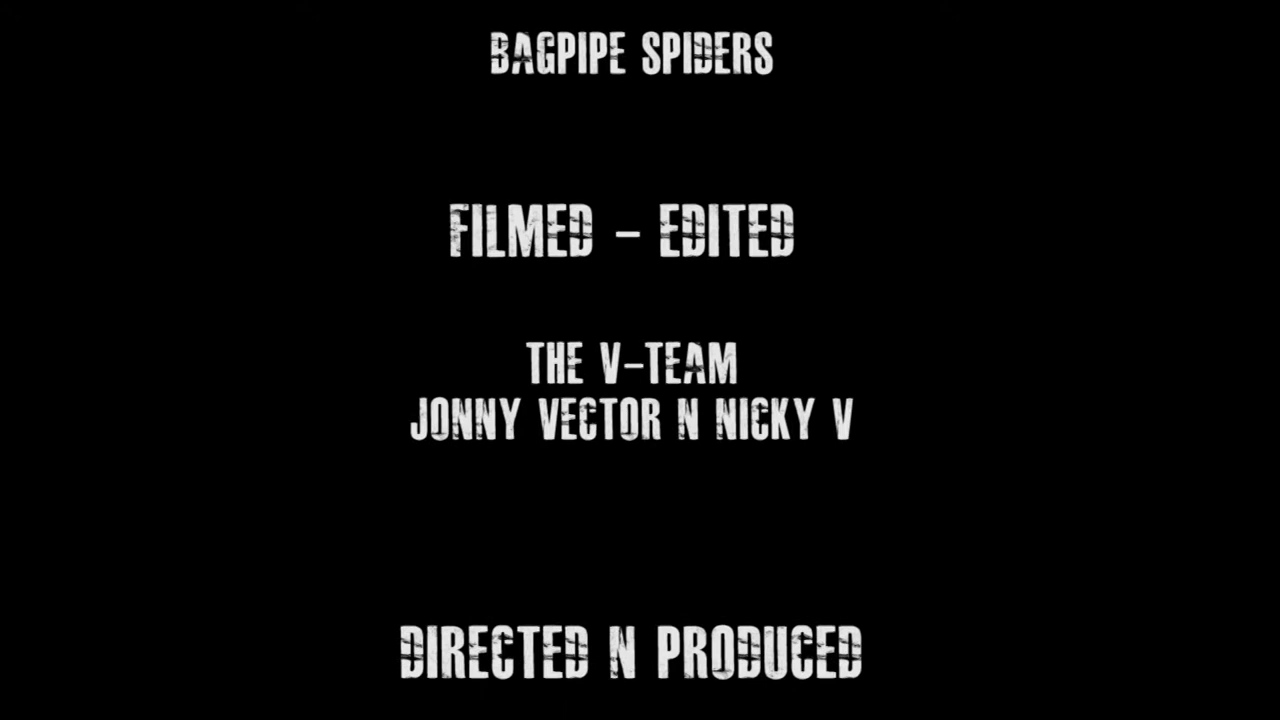 BAGPIPE SPIDERS
FILMED - EDITED
THE V-TEAM
JONNY VECTOR N NICKY V
DIRECTED N PRODUCED